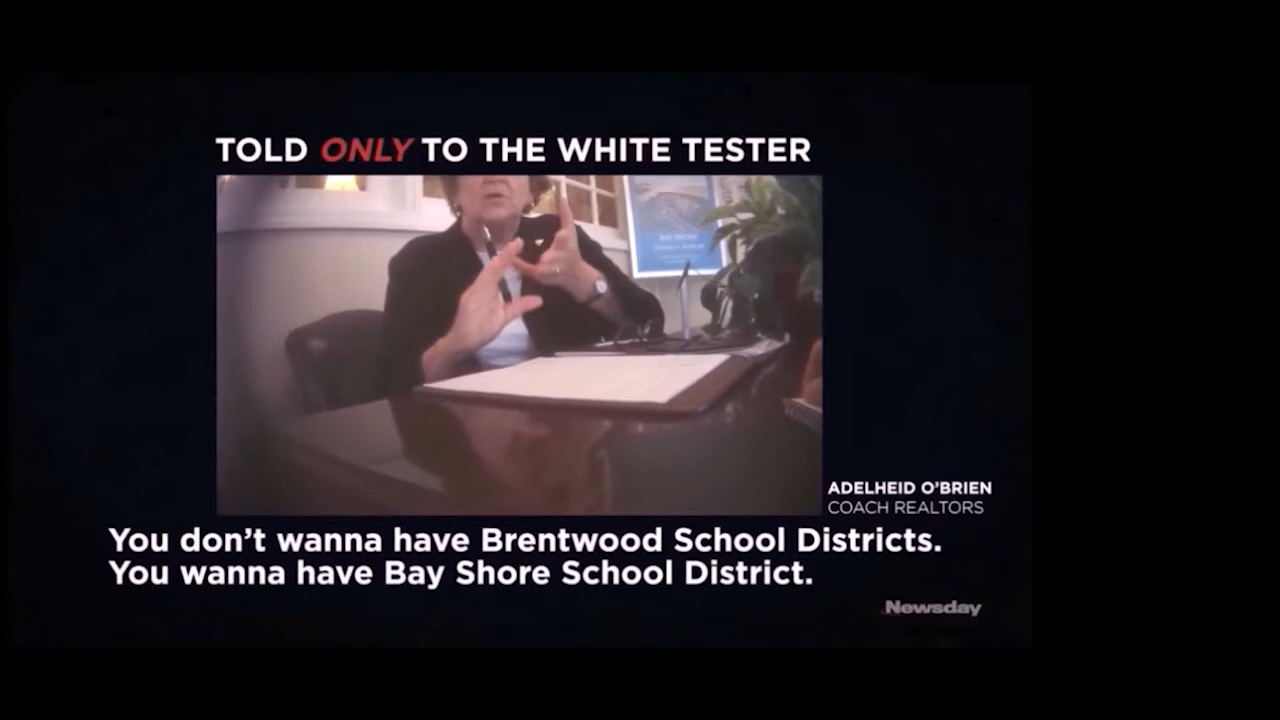 TOLD ONLY TO THE WHITE TESTER
ADELHEID O'BRIEN
COACH REALTORS
You don't wanna have Brentwood School Districts.
You wanna have Bay Shore School District.
Newsday